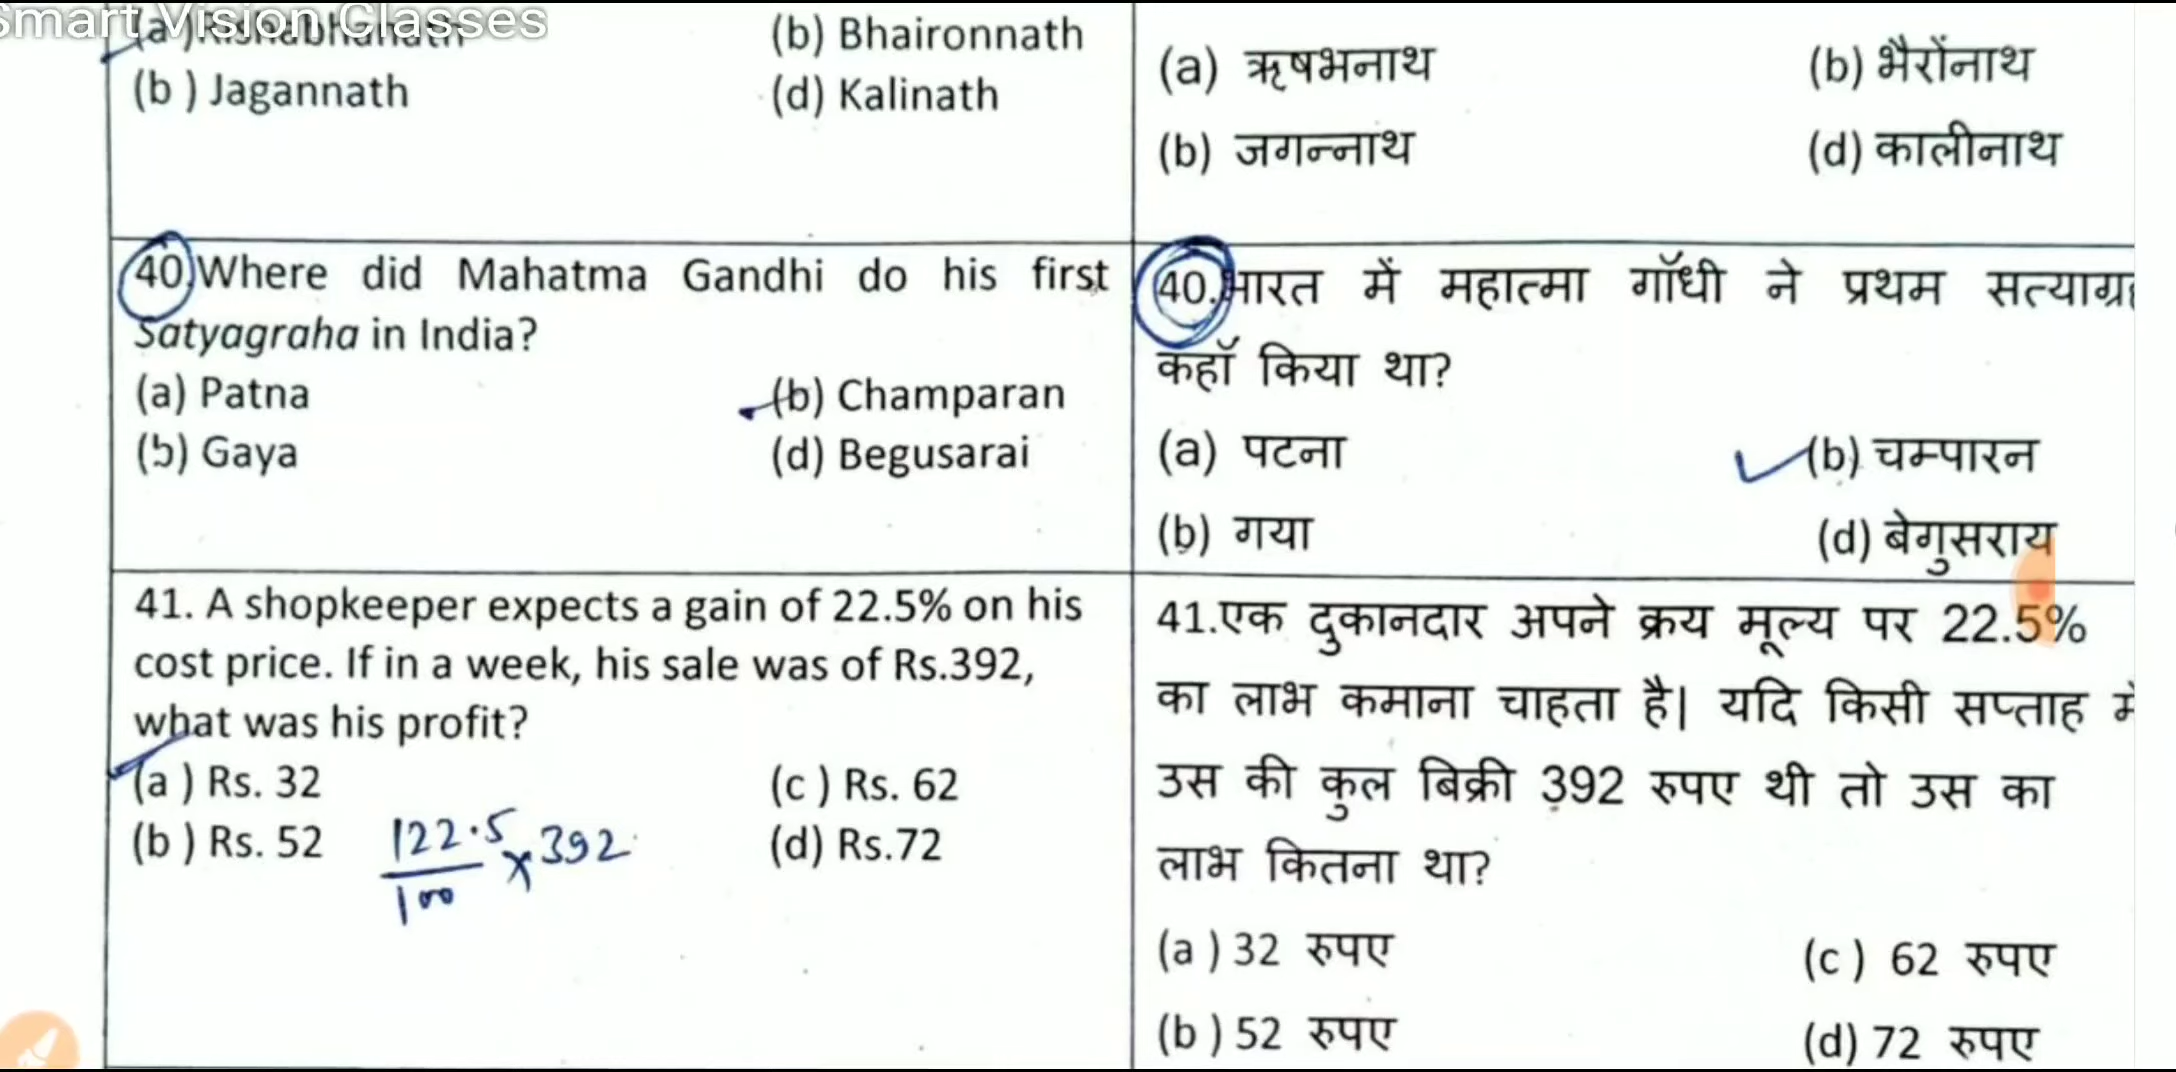 Smart Vision Classes
(a )Rishabhanath (b) Bhaironnath
(b ) Jagannath (d) Kalinath
40.Where did Mahatma Gandhi do his first
Satyagraha in India?
(a) Patna (b) Champaran
(b) Gaya (d) Begusarai
41. A shopkeeper expects a gain of 22.5% on his
cost price. If in a week, his sale was of Rs.392,
what was his profit?
(a ) Rs. 32 (c ) Rs. 62
(b ) Rs. 52 (d) Rs.72
122.5
100
×392
(a) ऋषभनाथ (b) भैरोंनाथ
(b) जगन्नाथ (d) कालीनाथ
40.भारत में महात्मा गॉंधी ने प्रथम सत्याग्रह
कहॉं किया था?
(a) पटना (b) चम्पारन
(b) गया (d) बेगुसराय
41.एक दुकानदार अपने क्रय मूल्य पर 22.5%
का लाभ कमाना चाहता है| यदि किसी सप्ताह में
उस की कुल बिक्री 392 रुपए थी तो उस का
लाभ कितना था?
(a ) 32 रुपए (c ) 62 रुपए
(b ) 52 रुपए (d) 72 रुपए